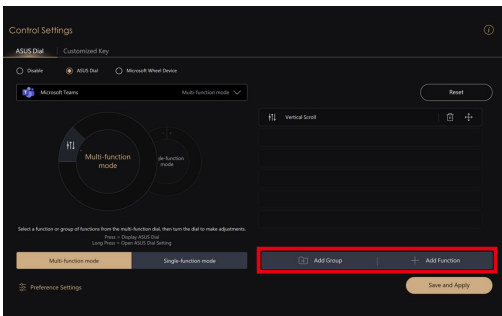 Control Settings
ASUS Dial
Customized Key
Disable
ASUS Dial
Microsoft Wheel Device
Microsoft Teams
Multi-function mode
Reset
Vertical Scroll
Multi-function
mode
gle-function
mode
Select a function or group of functions from the multi-function dial, then turn the dial to make adjustments.
Press = Display ASUS Dial
Long Press = Open ASUS Dial Setting
Multi-function mode
Single-function mode
Add Group
Add Function
Preference Settings
Save and Apply